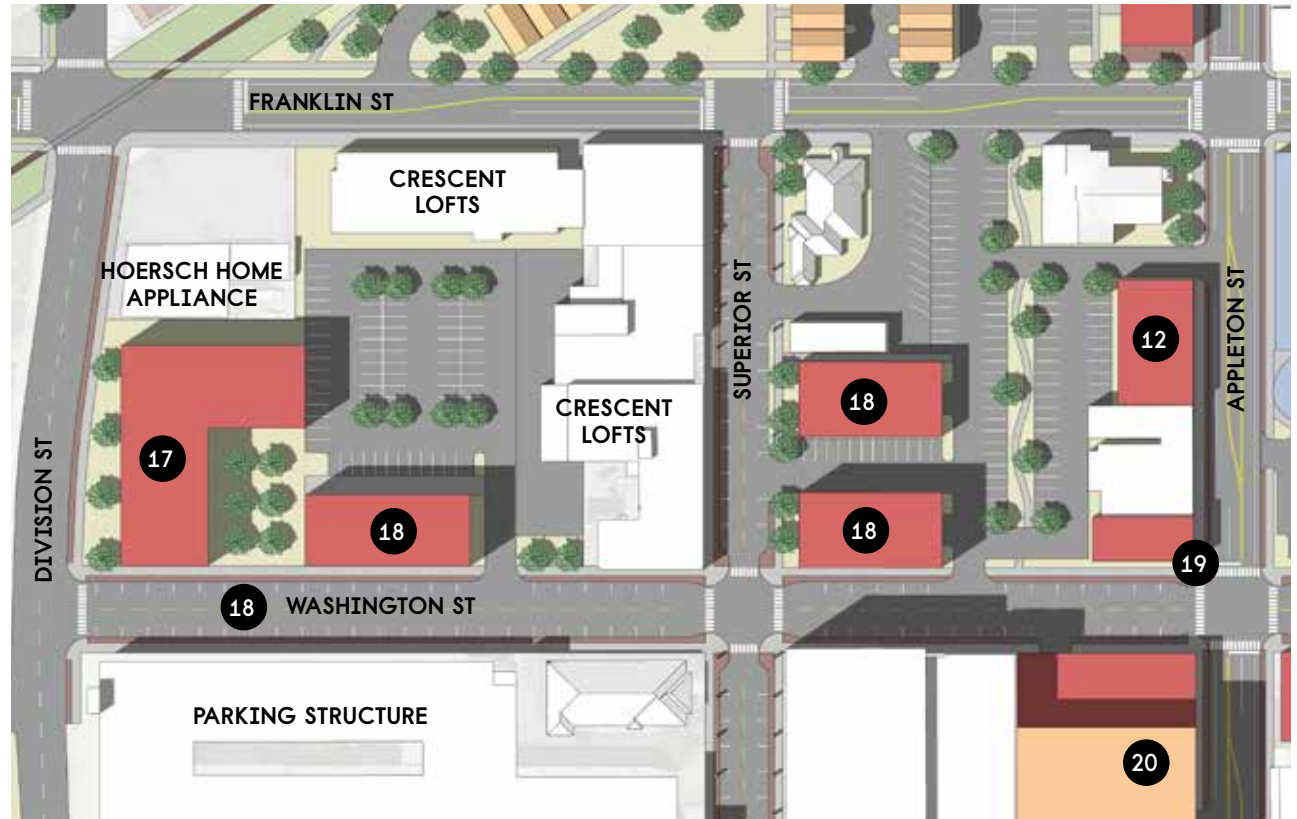 FRANKLIN ST
CRESCENT
LOFTS
HOERSCH HOME
APPLIANCE
SUPERIOR ST
APPLETON ST
12
18
CRESCENT
LOFTS
17
DIVISION ST
18
18
19
18
WASHINGTON ST
PARKING STRUCTURE
20